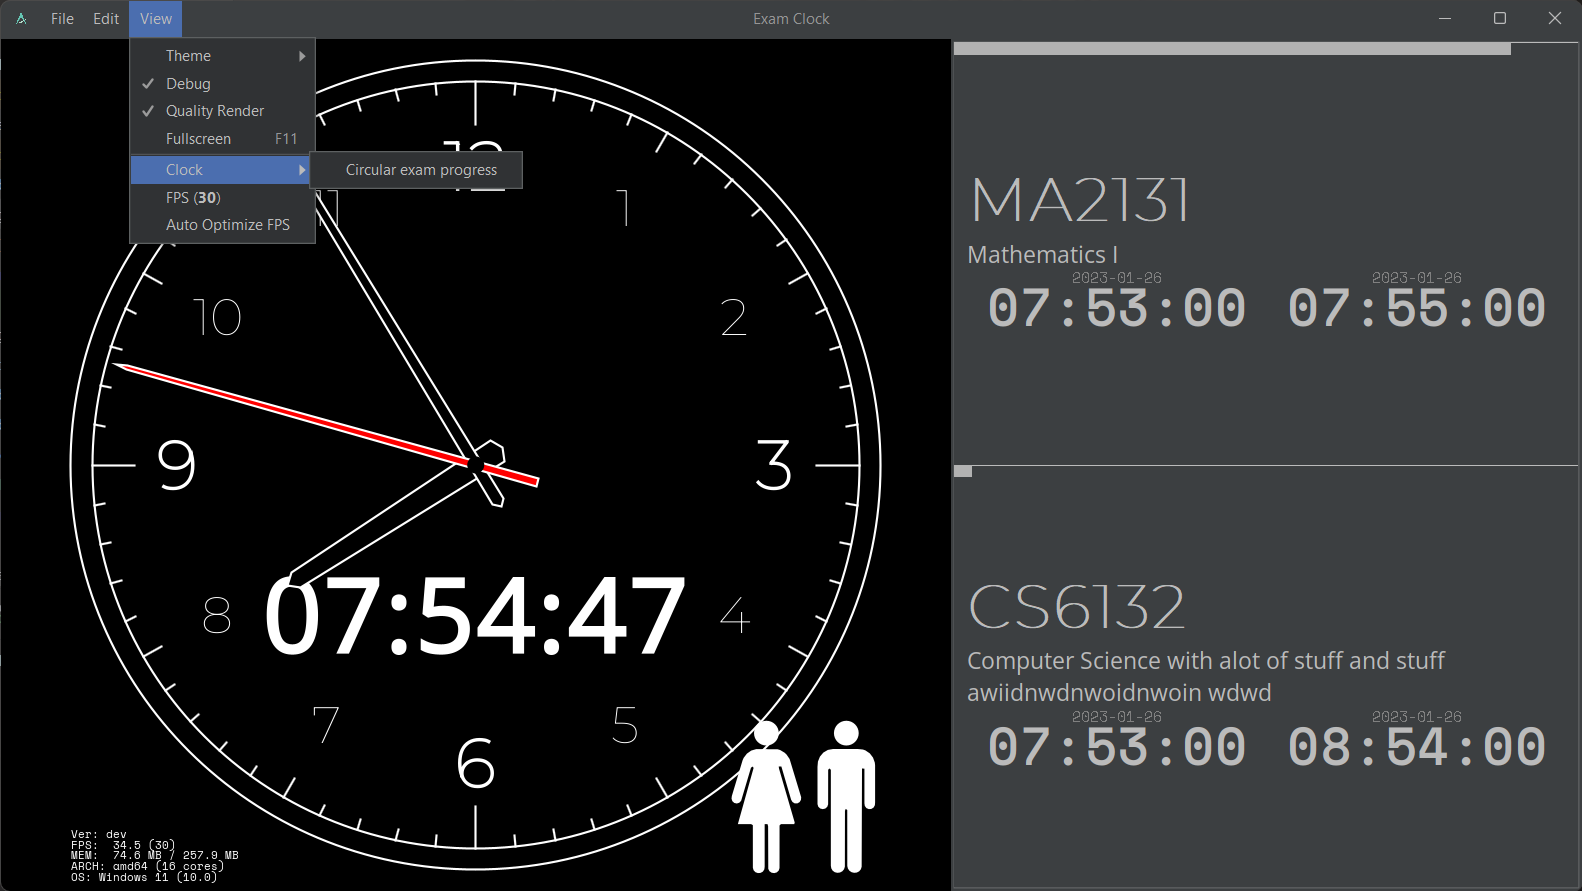 File Edit View Exam Clock
Theme
Debug
Quality Render
Fullscreen F11
Clock
Circular exam progress
FPS (30)
Auto Optimize FPS
12
11
1
10
2
9
3
8
07:54:47
4
7
5
6
Ver: dev
FPS: 34.5 (30)
MEM: 74.6 MB / 257.9 MB
ARCH: amd64 (16 cores)
OS: Windows 11 (10.0)
MA2131
Mathematics I
2023-01-26 2023-01-26
07:53:00 07:55:00
CS6132
Computer Science with alot of stuff and stuff
awiidnwdnwoidnwoin wdwd
2023-01-26 2023-01-26
07:53:00 08:54:00